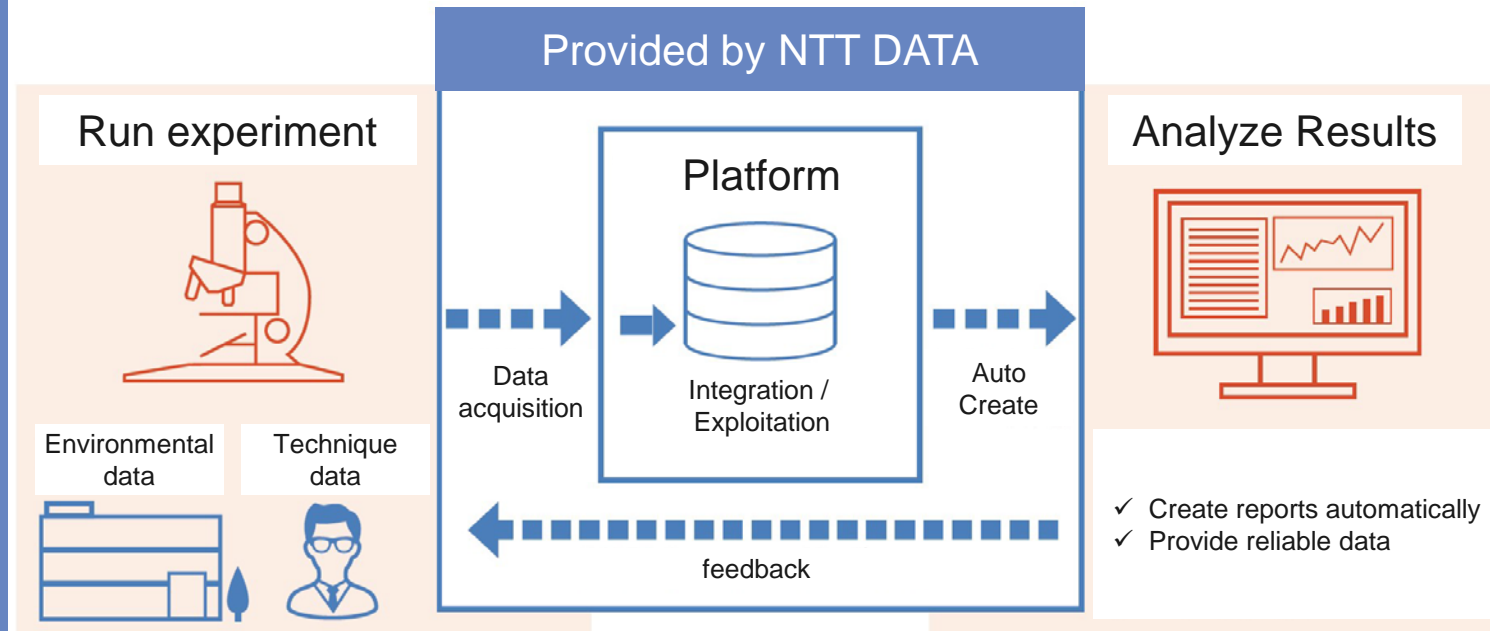 Provided by NTT DATA
Run experiment
Environmental
data
Technique
data
Data
acquisition
Platform
Integration /
Exploitation
Auto
Create
feedback
Analyze Results
✓ Create reports automatically
✓ Provide reliable data